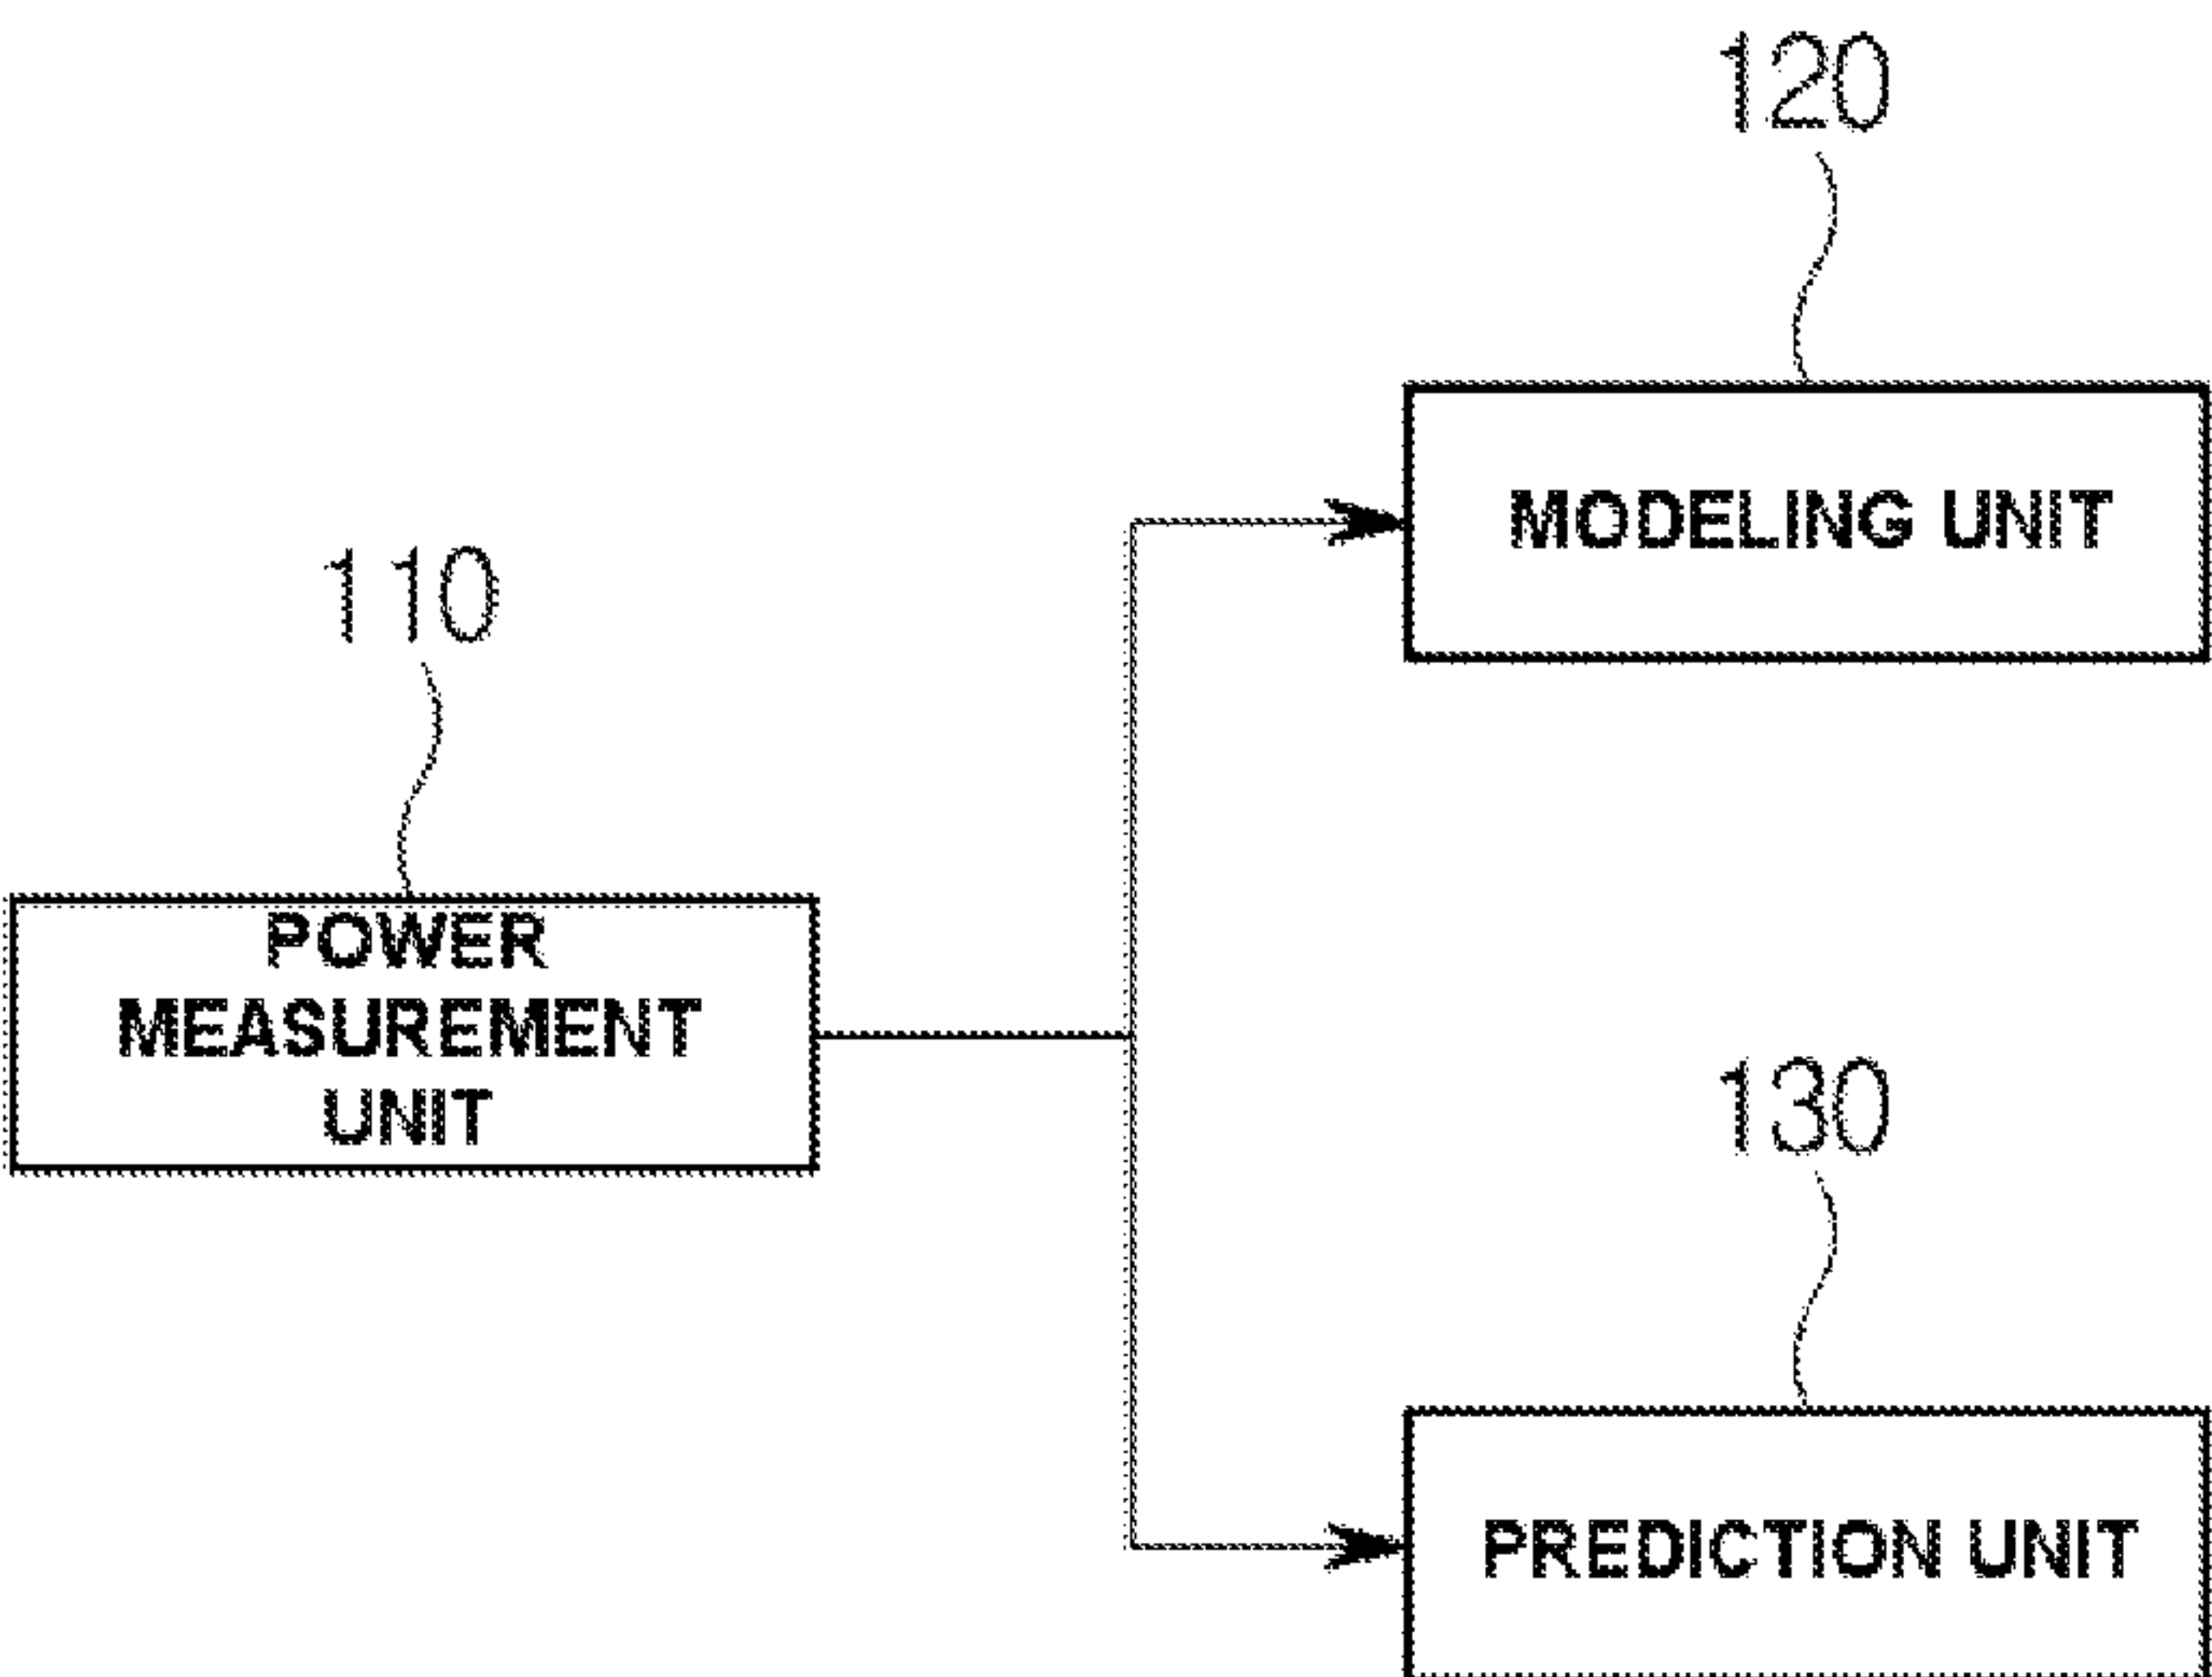 120
MODELING UNIT
110
POWER
MEASUREMENT
UNIT
130
PREDICTION UNIT